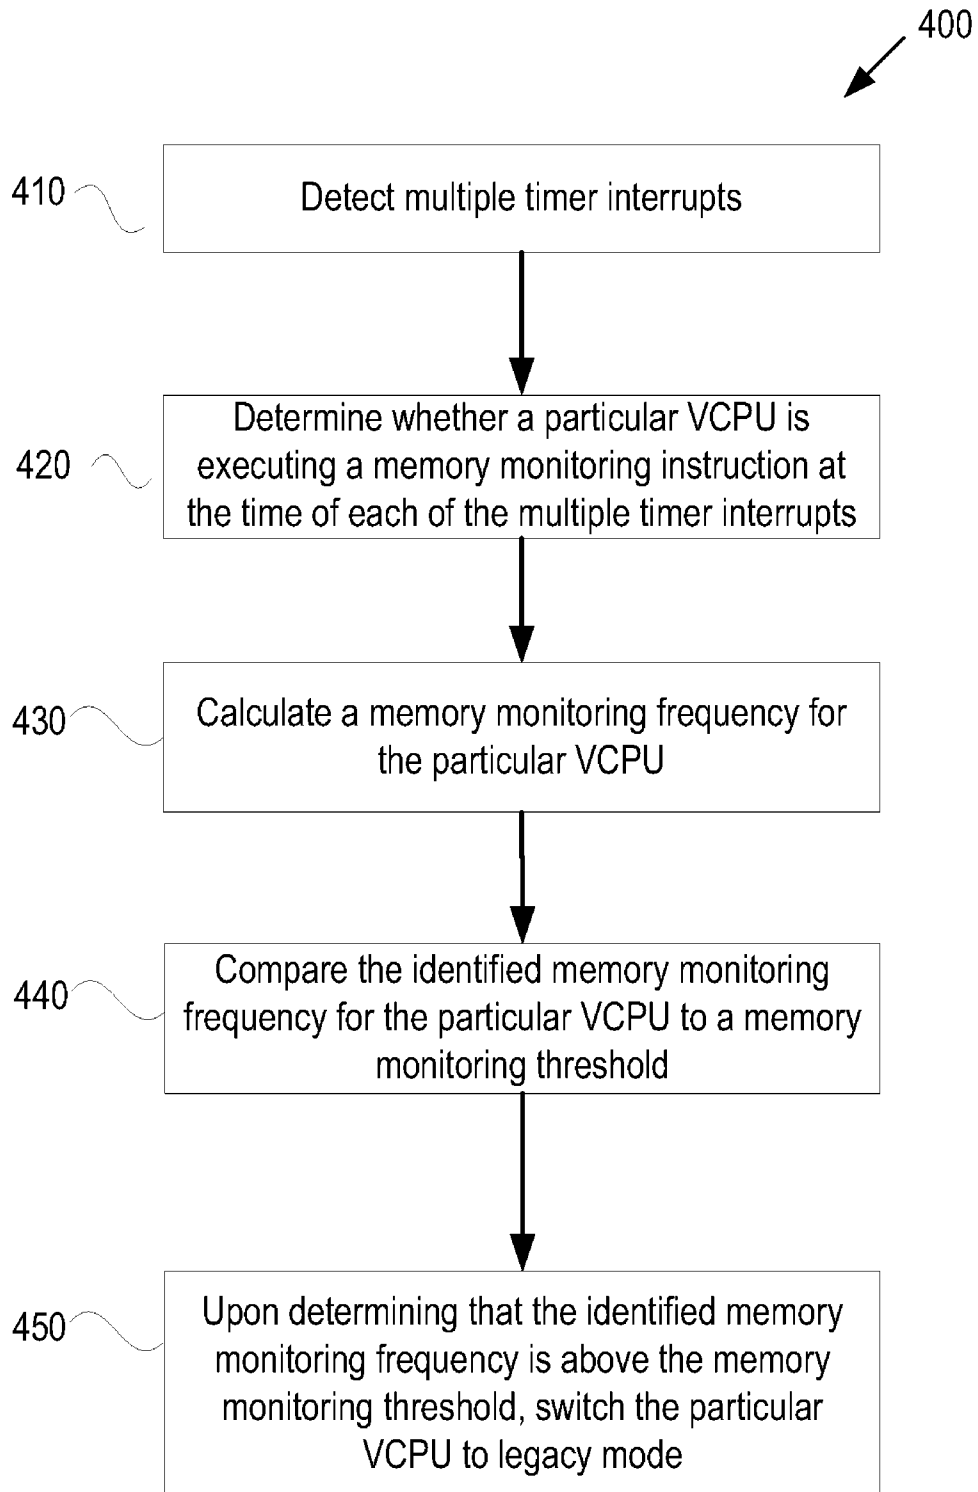 400
410
Detect multiple timer interrupts
420
Determine whether a particular VCPU is
executing a memory monitoring instruction at
the time of each of the multiple timer interrupts
430
Calculate a memory monitoring frequency for
the particular VCPU
440
Compare the identified memory monitoring
frequency for the particular VCPU to a memory
monitoring threshold
450
Upon determining that the identified memory
monitoring frequency is above the memory
monitoring threshold, switch the particular
VCPU to legacy mode